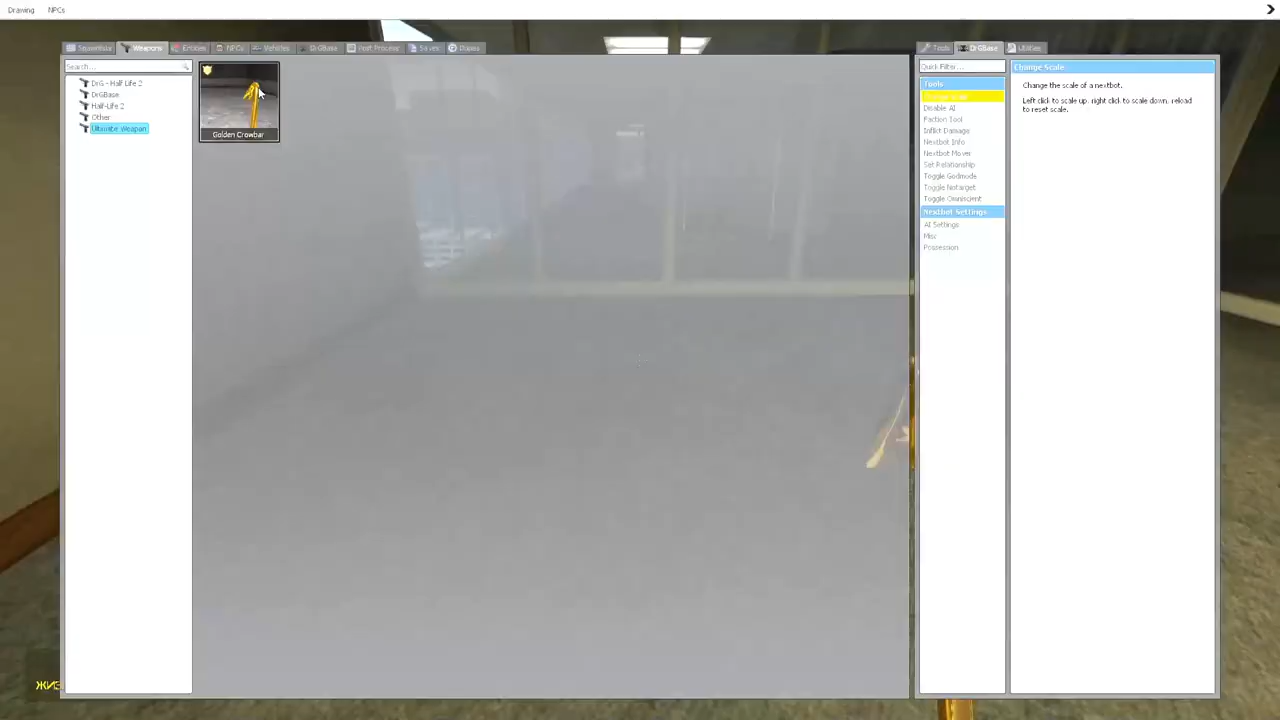 Drawing NPCs
Spawnlists Weapons Entities NPCs Vehicles DrGBase Post Process Saves Dupes
Tools DrGBase Utilities
Search...
DrG - Half Life 2
DrGBase
Half-Life 2
Other
Ultimate Weapon
Golden Crowbar
Quick Filter...
Tools
Disable AI
Faction Tool
Inflict Damage
Nextbot Info
Nextbot Mover
Set Relationship
Toggle Godmode
Toggle Notarget
Toggle Omniscient
Nextbot Settings
AI Settings
Misc
Possession
Change Scale
Change the scale of a nextbot.
Left click to scale up, right click to scale down, reload
to reset scale.